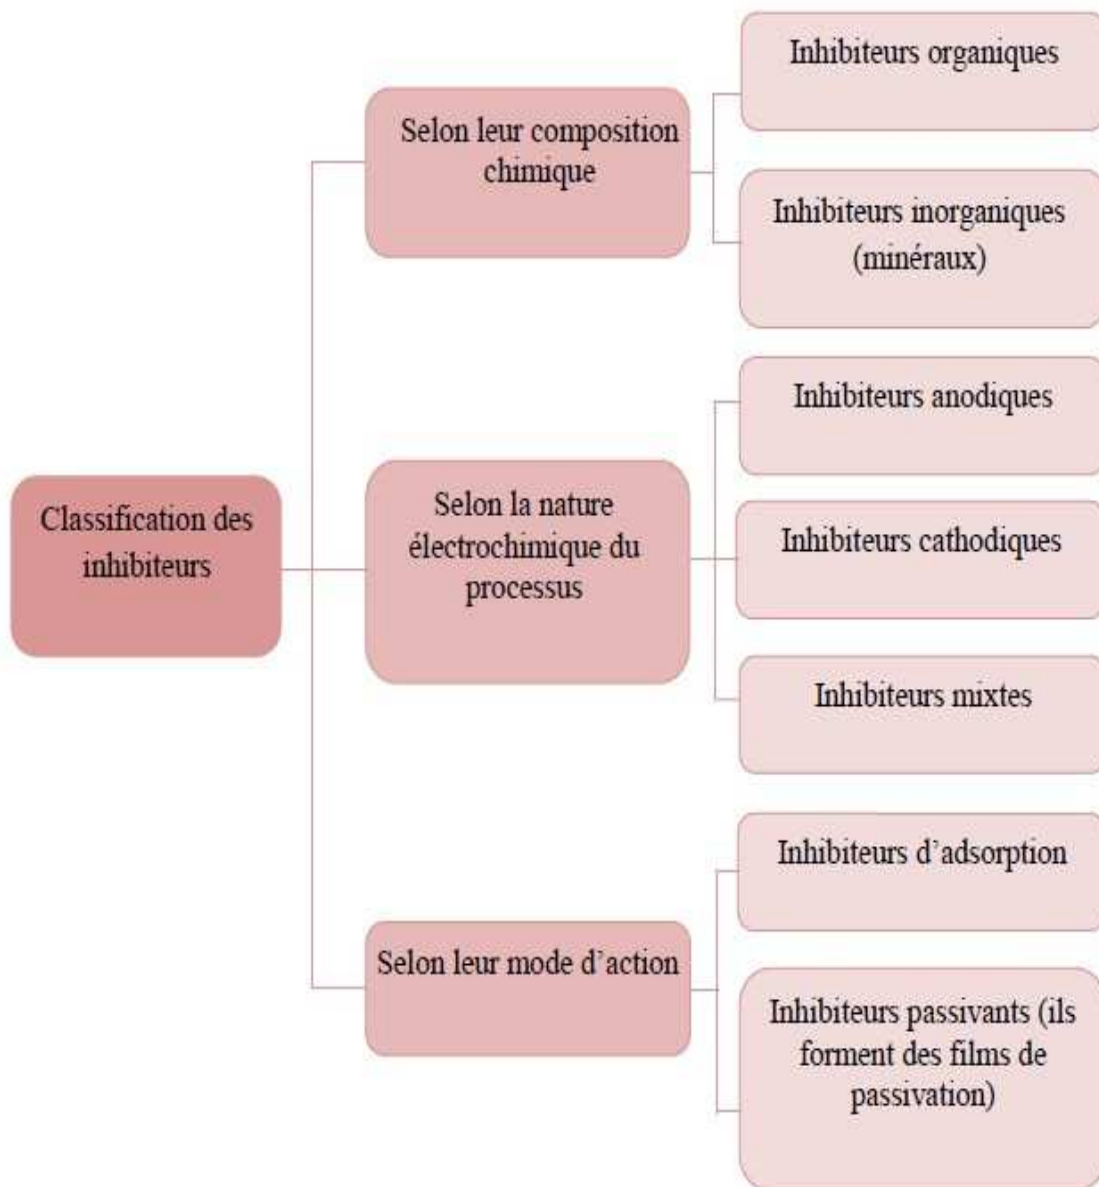 Classification des
inhibiteurs
Selon leur composition
chimique
Inhibiteurs organiques
Inhibiteurs inorganiques
(minéraux)
Selon la nature
électrochimique du
processus
Inhibiteurs anodiques
Inhibiteurs cathodiques
Inhibiteurs mixtes
Selon leur mode d’action
Inhibiteurs d’adsorption
Inhibiteurs passivants (ils
forment des films de
passivation)